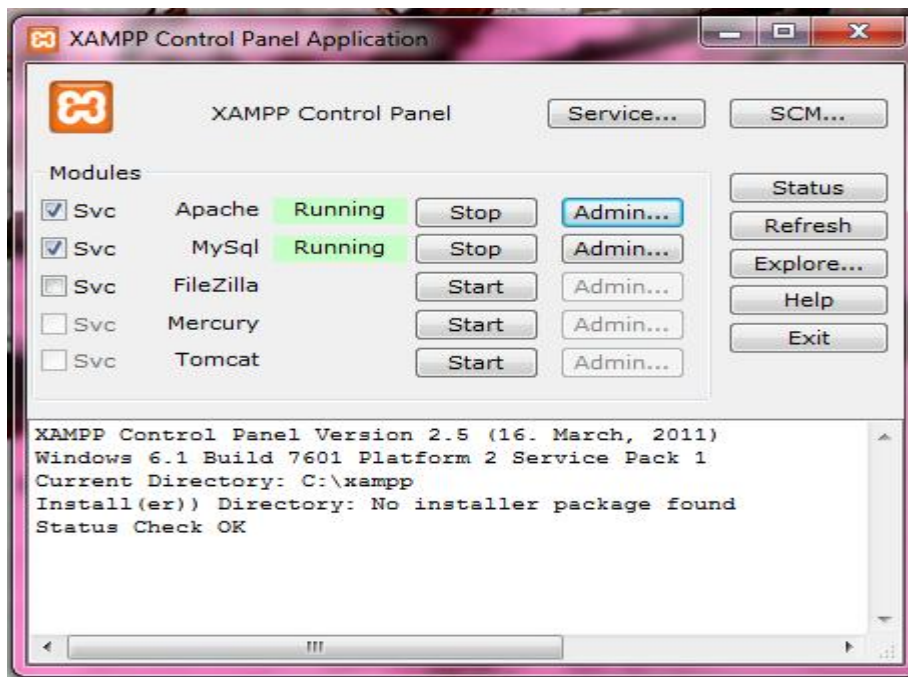 XAMPP Control Panel Application
XAMPP Control Panel Service... SCM...
Modules
Svc Apache Running Stop Admin...
Svc MySql Running Stop Admin...
Svc FileZilla Start Admin...
Svc Mercury Start Admin...
Svc Tomcat Start Admin...
Status
Refresh
Explore...
Help
Exit
XAMPP Control Panel Version 2.5 (16. March, 2011)
Windows 6.1 Build 7601 Platform 2 Service Pack 1
Current Directory: C:\xampp
Install(er)) Directory: No installer package found
Status Check OK